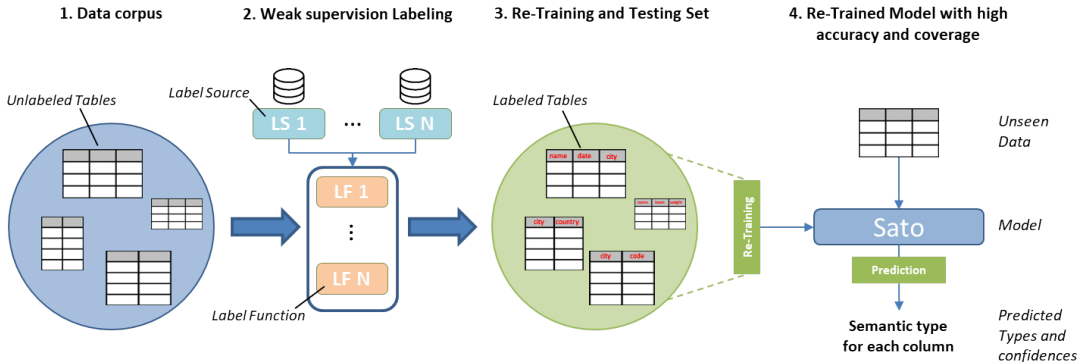 1. Data corpus
2. Weak supervision Labeling
3. Re-Training and Testing Set
4. Re-Trained Model with high
accuracy and coverage
Unlabeled Tables
Label Source
LS 1
...
LS N
LF 1
...
LF N
Label Function
Labeled Tables
name date city
city country
name team weight
city code
Re-Training
Unseen
Data
Sato
Model
Prediction
Semantic type
for each column
Predicted
Types and
confidences